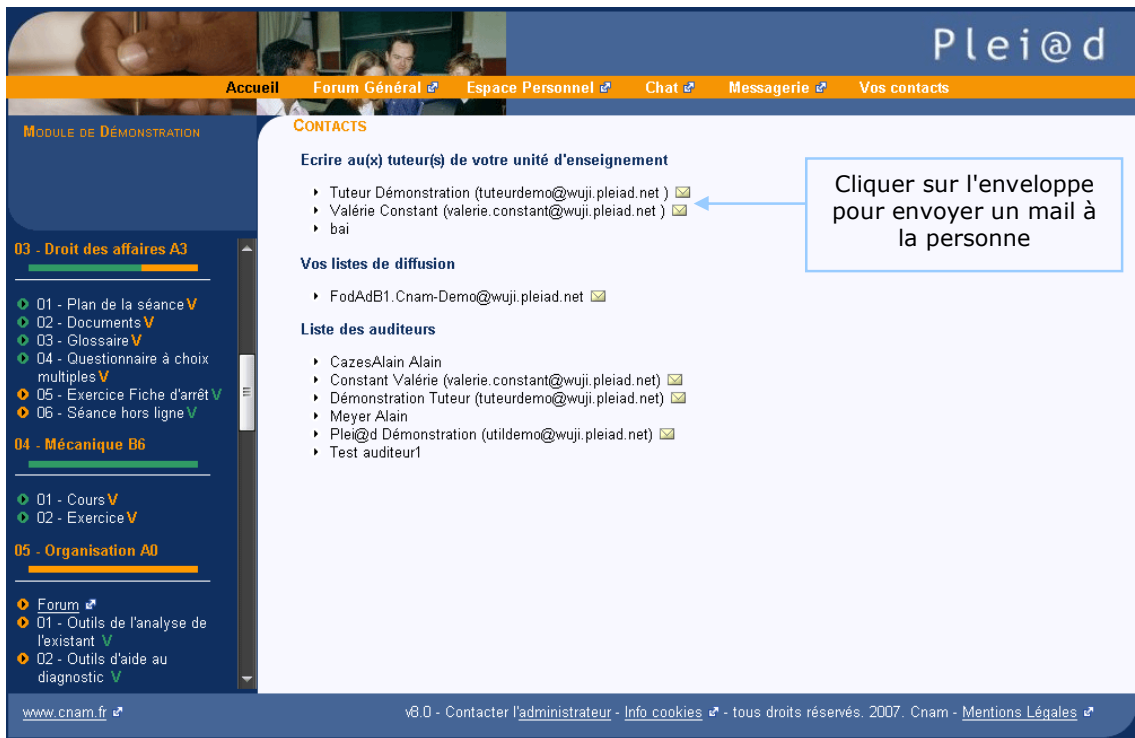 Plei@d
Accueil Forum Général Espace Personnel Chat Messagerie Vos contacts
MODULE DE DÉMONSTRATION
03 - Droit des affaires A3
01 - Plan de la séance V
02 - Documents V
03 - Glossaire V
04 - Questionnaire à choix
multiples V
05 - Exercice Fiche d'arrêt V
06 - Séance hors ligne V
04 - Mécanique B6
01 - Cours V
02 - Exercice V
05 - Organisation A0
Forum
01 - Outils de l'analyse de
l'existant V
02 - Outils d'aide au
diagnostic V
CONTACTS
Ecrire au(x) tuteur(s) de votre unité d'enseignement
Tuteur Démonstration (tuteurdemo@wuji.pleiad.net )
Valérie Constant (valerie.constant@wuji.pleiad.net )
bai
Vos listes de diffusion
FodAdB1.Cnam-Demo@wuji.pleiad.net
Liste des auditeurs
CazesAlain Alain
Constant Valérie (valerie.constant@wuji.pleiad.net)
Démonstration Tuteur (tuteurdemo@wuji.pleiad.net)
Meyer Alain
Plei@d Démonstration (utildemo@wuji.pleiad.net)
Test auditeur1
Cliquer sur l'enveloppe
pour envoyer un mail à
la personne
www.cnam.fr
v8.0 - Contacter l'administrateur - Info cookies - tous droits réservés. 2007. Cnam - Mentions Légales